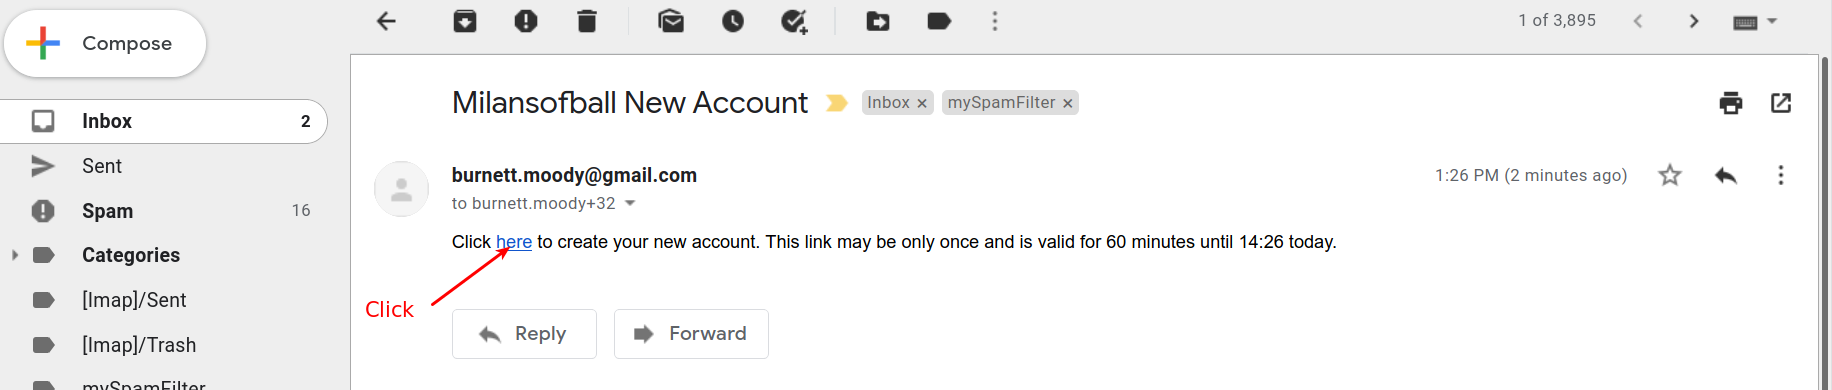 Compose
1 of 3,895
Milansofball New Account
Inbox ×
mySpamFilter ×
Inbox 2
Sent
Spam 16
Categories
[Imap]/Sent
[Imap]/Trash
mySpamFilter
burnett.moody@gmail.com
1:26 PM (2 minutes ago)
to burnett.moody+32
Click here to create your new account. This link may be only once and is valid for 60 minutes until 14:26 today.
Click
Reply
Forward